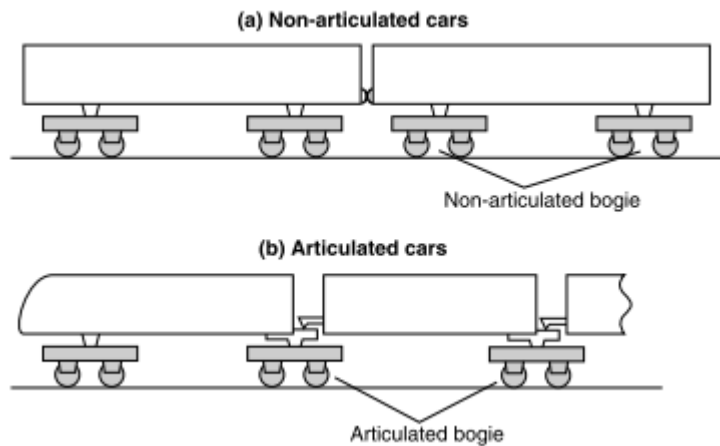 (a) Non-articulated cars
Non-articulated bogie
(b) Articulated cars
Articulated bogie